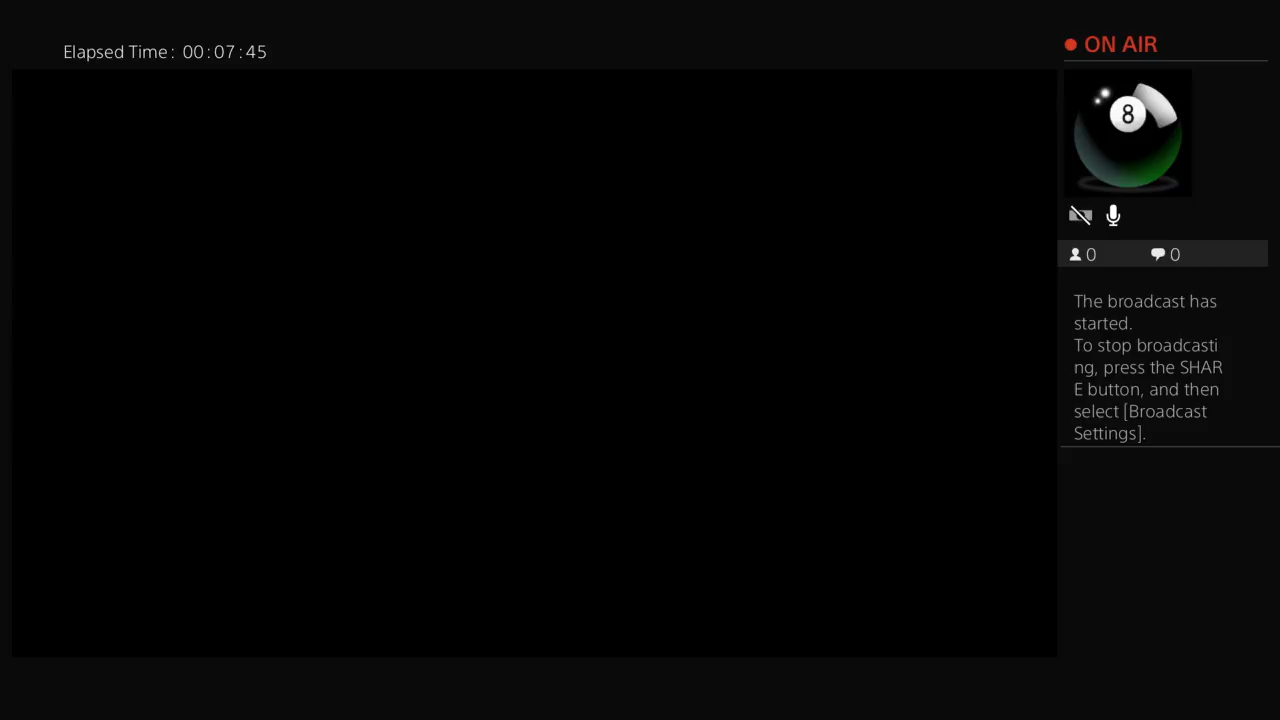 Elapsed Time: 00:07:45
ON AIR
8
0 0
The broadcast has
started.
To stop broadcasti
ng, press the SHAR
E button, and then
select [Broadcast
Settings].